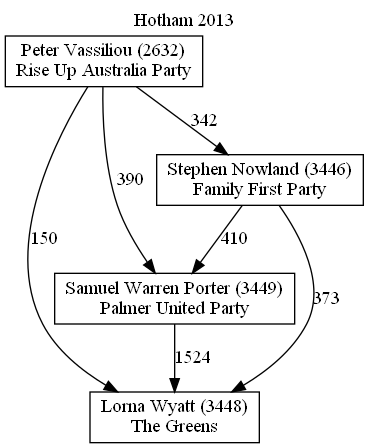 Hotham 2013
Peter Vassiliou (2632)
Rise Up Australia Party
342
Stephen Nowland (3446)
Family First Party
390
150
410
Samuel Warren Porter (3449)
Palmer United Party
373
1524
Lorna Wyatt (3448)
The Greens